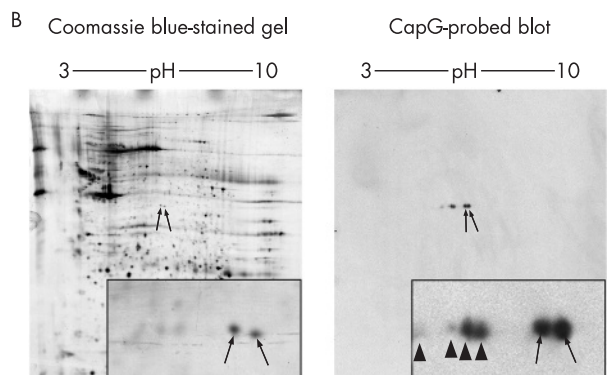 B
Coomassie blue-stained gel
CapG-probed blot
3 pH 10
3 pH 10